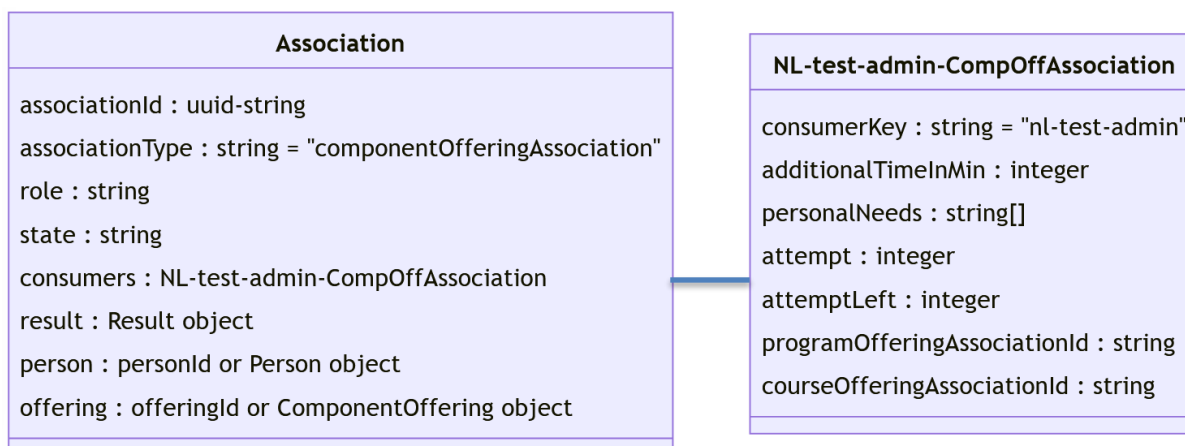 Association
associationId : uuid-string
associationType : string = "componentOfferingAssociation"
role : string
state : string
consumers : NL-test-admin-CompOffAssociation
result : Result object
person : personId or Person object
offering : offeringId or ComponentOffering object
NL-test-admin-CompOffAssociation
consumerKey : string = "nl-test-admin"
additionalTimeInMin : integer
personalNeeds : string[]
attempt : integer
attemptLeft : integer
programOfferingAssociationId : string
courseOfferingAssociationId : string